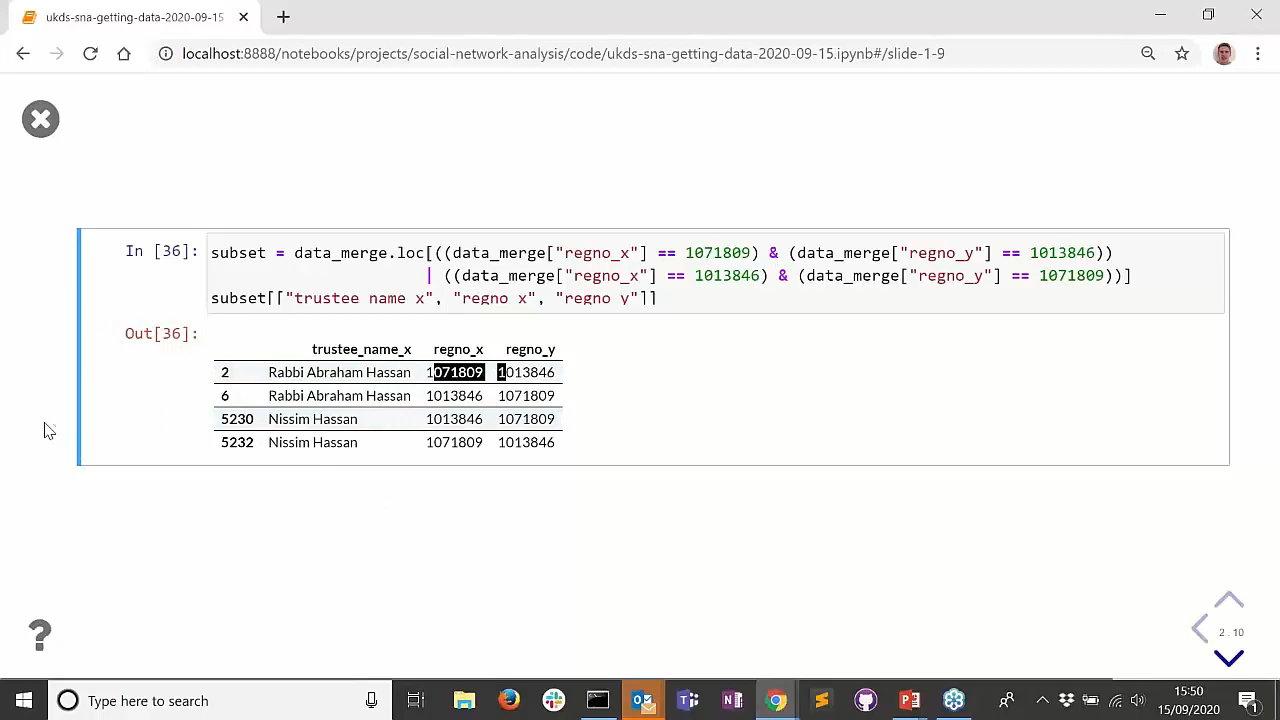 ukds-sna-getting-data-2020-09-15
localhost:8888/notebooks/projects/social-network-analysis/code/ukds-sna-getting-data-2020-09-15.ipynb#/slide-1-9
In [36]:
subset = data_merge.loc[((data_merge["regno_x"] == 1071809) & (data_merge["regno_y"] == 1013846))
| ((data_merge["regno_x"] == 1013846) & (data_merge["regno_y"] == 1071809))]
subset[["trustee_name_x", "regno_x", "regno_y"]]
Out[36]:
trustee_name_x regno_x regno_y
2 Rabbi Abraham Hassan 1071809 1013846
6 Rabbi Abraham Hassan 1013846 1071809
5230 Nissim Hassan 1013846 1071809
5232 Nissim Hassan 1071809 1013846
?
2 . 10
Type here to search
15:50
15/09/2020
1